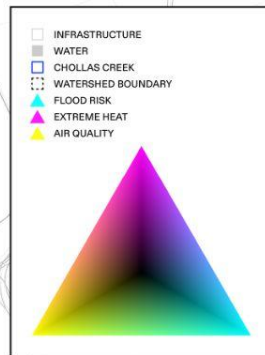 INFRASTRUCTURE
WATER
CHOLLAS CREEK
WATERSHED BOUNDARY
FLOOD RISK
EXTREME HEAT
AIR QUALITY